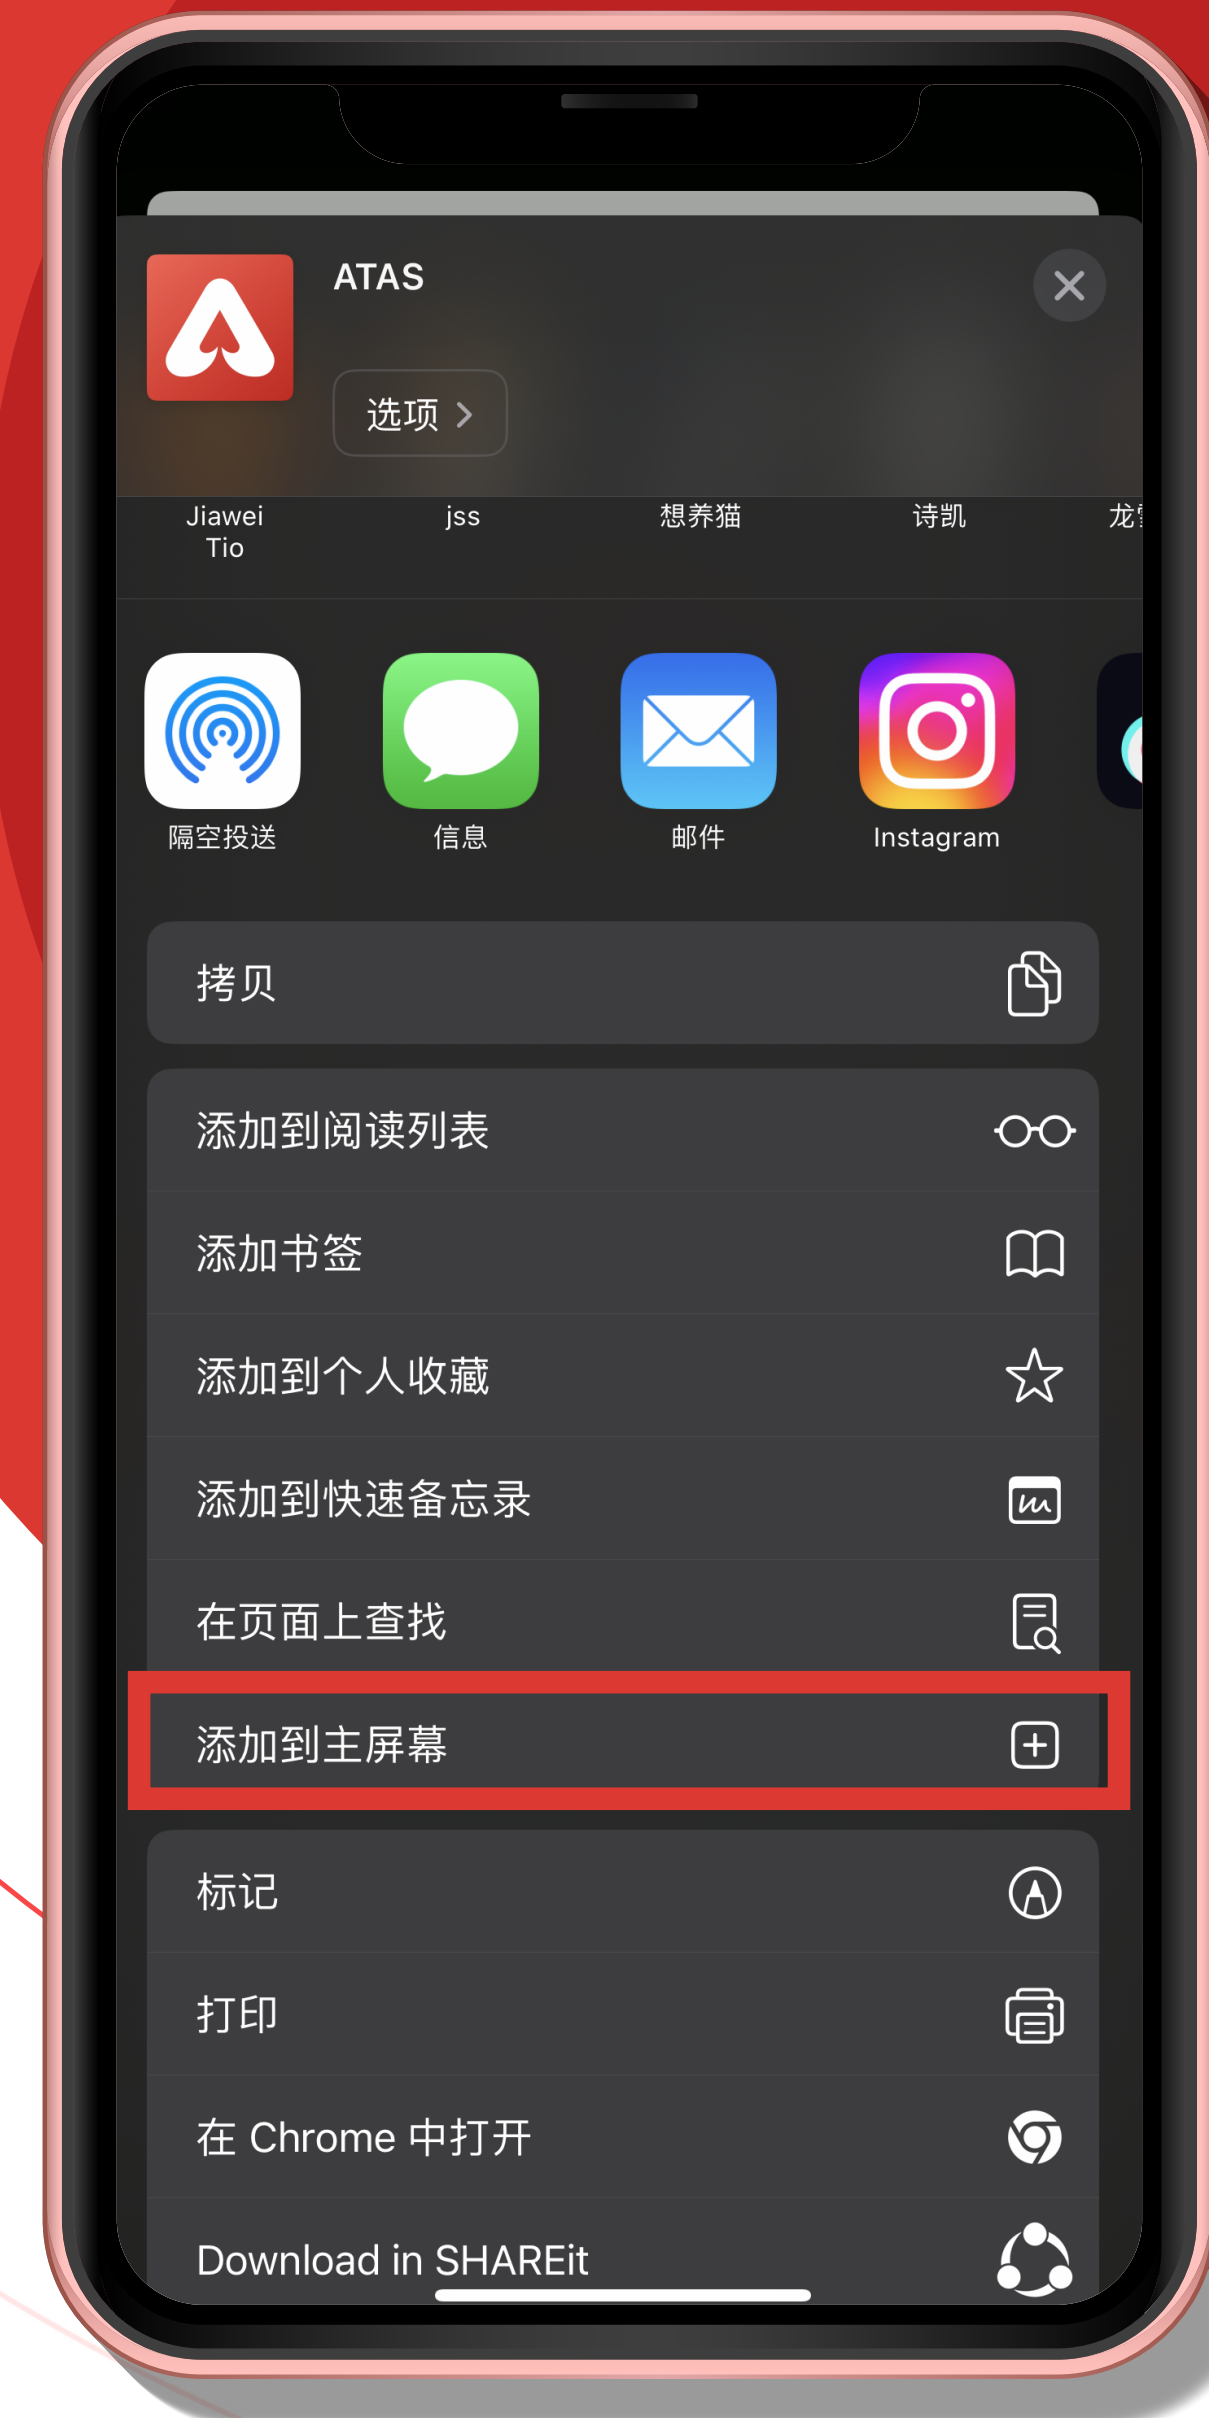 ATAS
选项
Jiawei
Tio
jss
想养猫
诗凯
龙
隔空投送
信息
邮件
Instagram
拷贝
添加到阅读列表
添加书签
添加到个人收藏
添加到快速备忘录
在页面上查找
添加到主屏幕
标记
打印
在 Chrome 中打开
Download in SHAREit